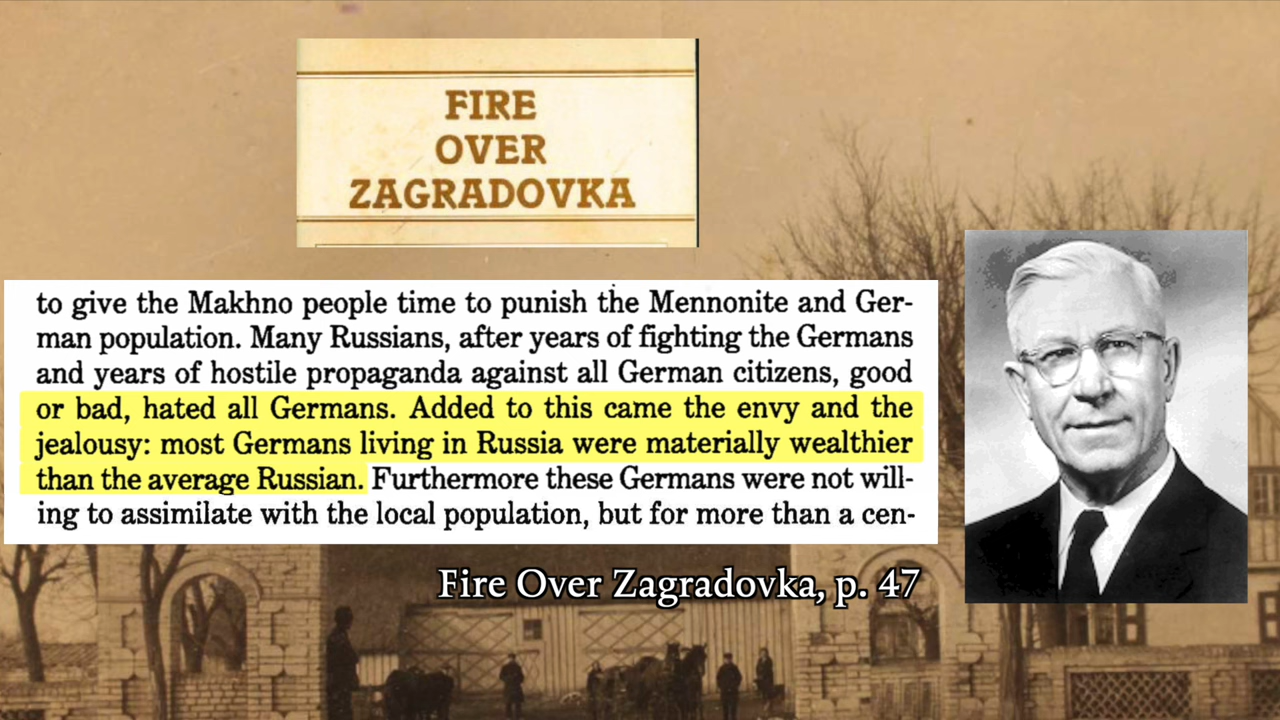 FIRE
OVER
ZAGRADOVKA
to give the Makhno people time to punish the Mennonite and Ger-
man population. Many Russians, after years of fighting the Germans
and years of hostile propaganda against all German citizens, good
or bad, hated all Germans. Added to this came the envy and the
jealousy: most Germans living in Russia were materially wealthier
than the average Russian. Furthermore these Germans were not will-
ing to assimilate with the local population, but for more than a cen-
Fire Over Zagradovka, p. 47